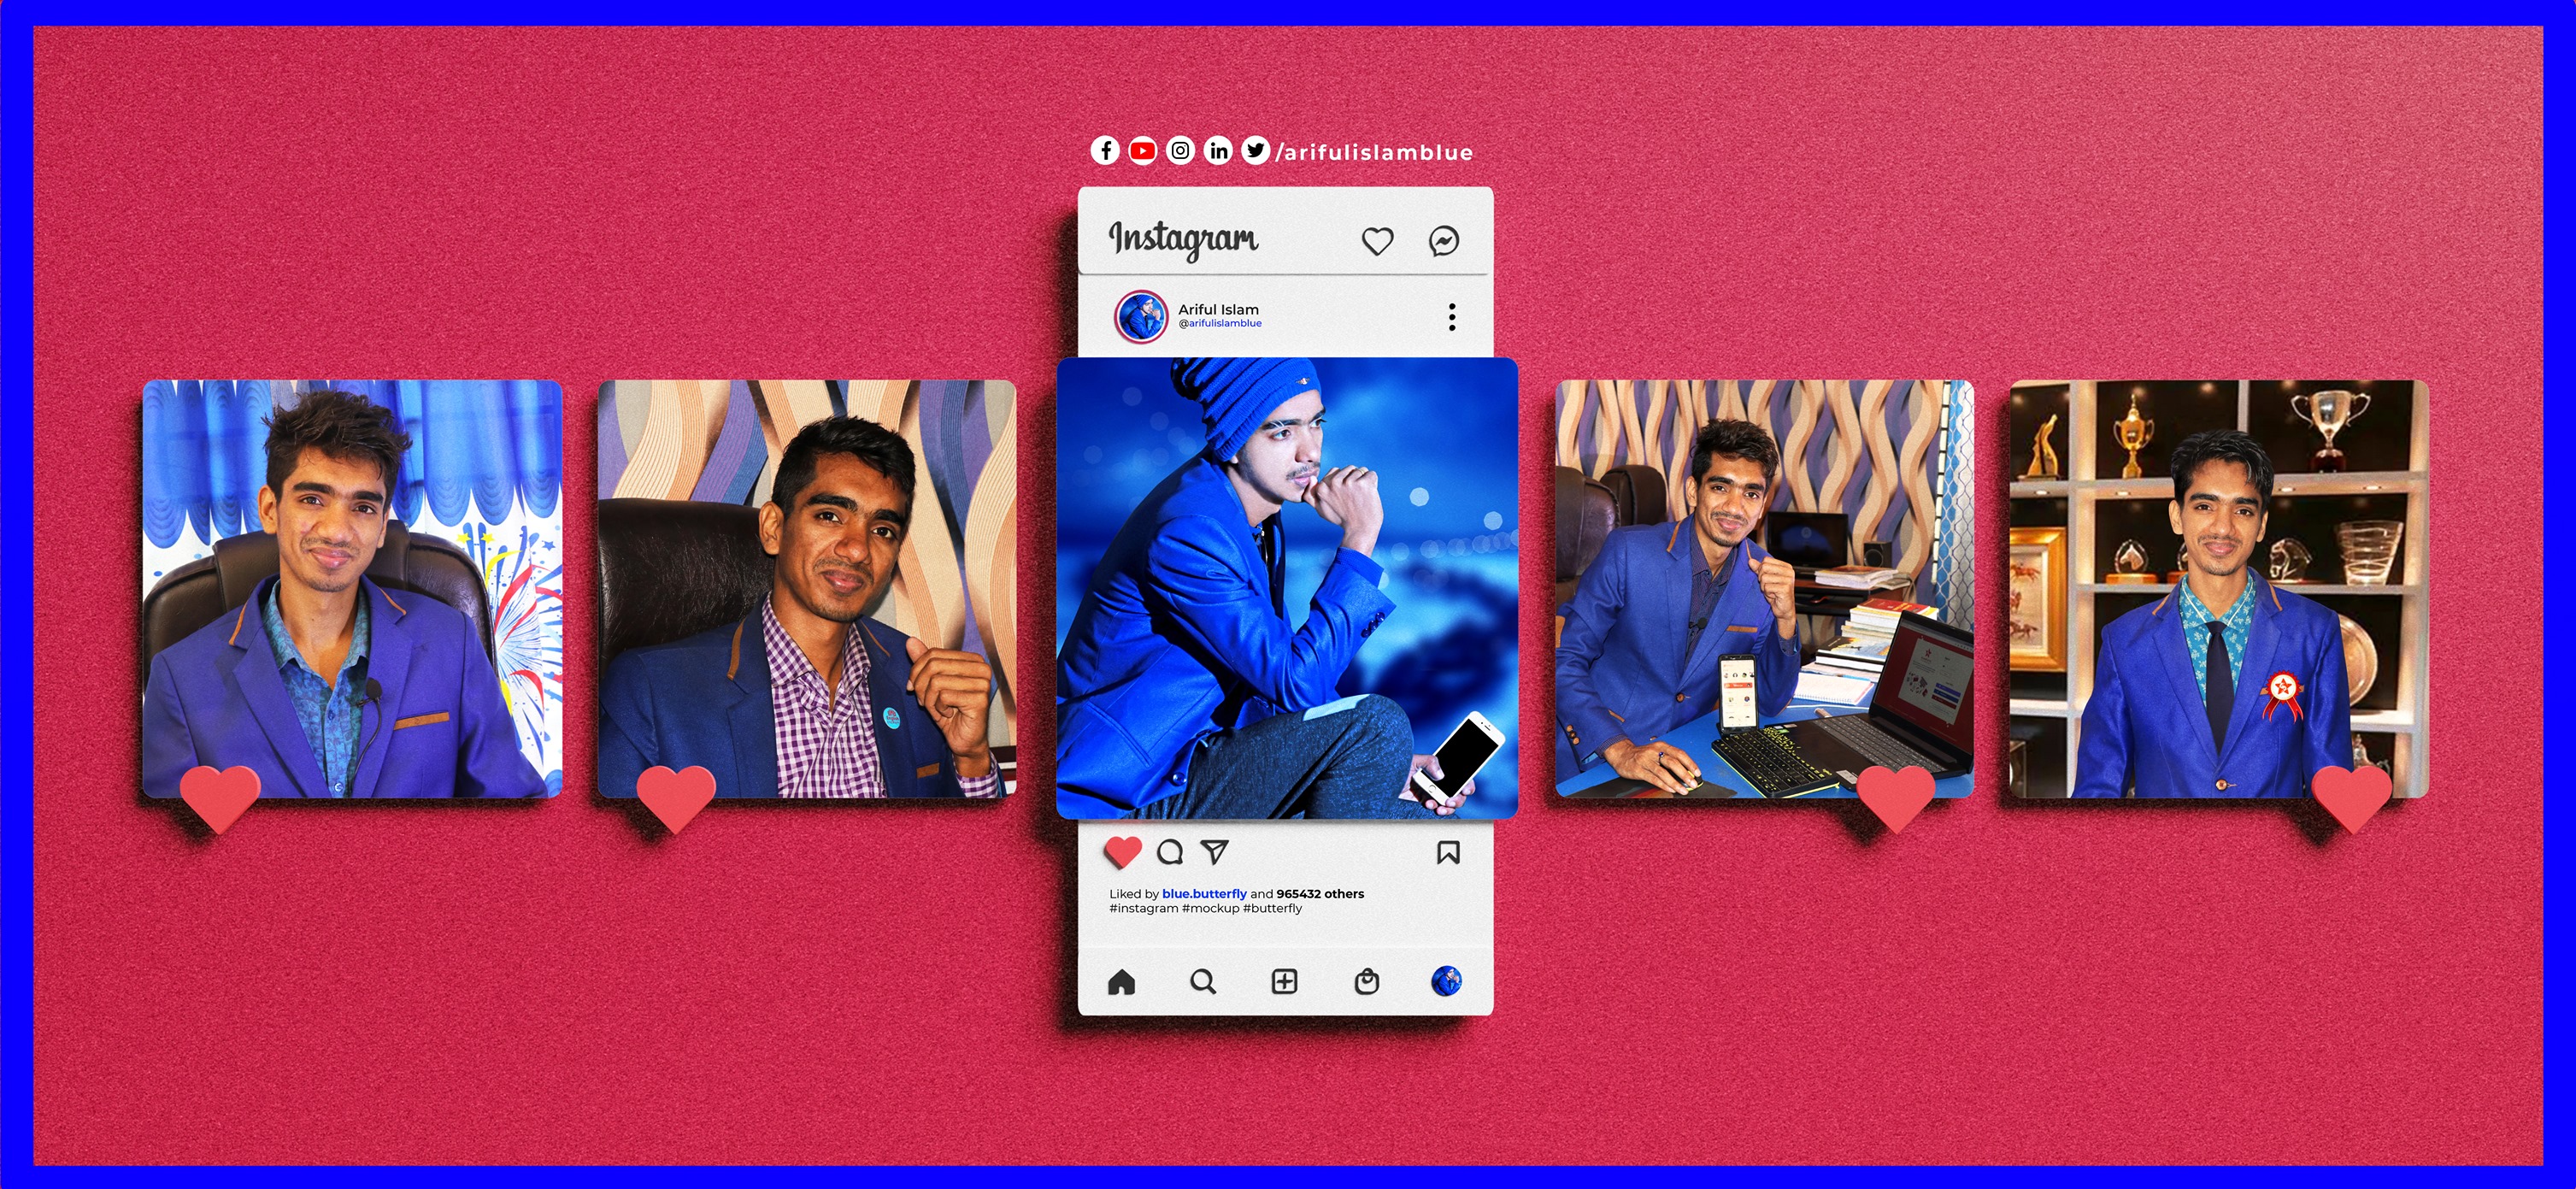 /arifulislamblue
Instagram
Ariful Islam
@arifulislamblue
Liked by blue.butterfly and 965432 others
#instagram #mockup #butterfly